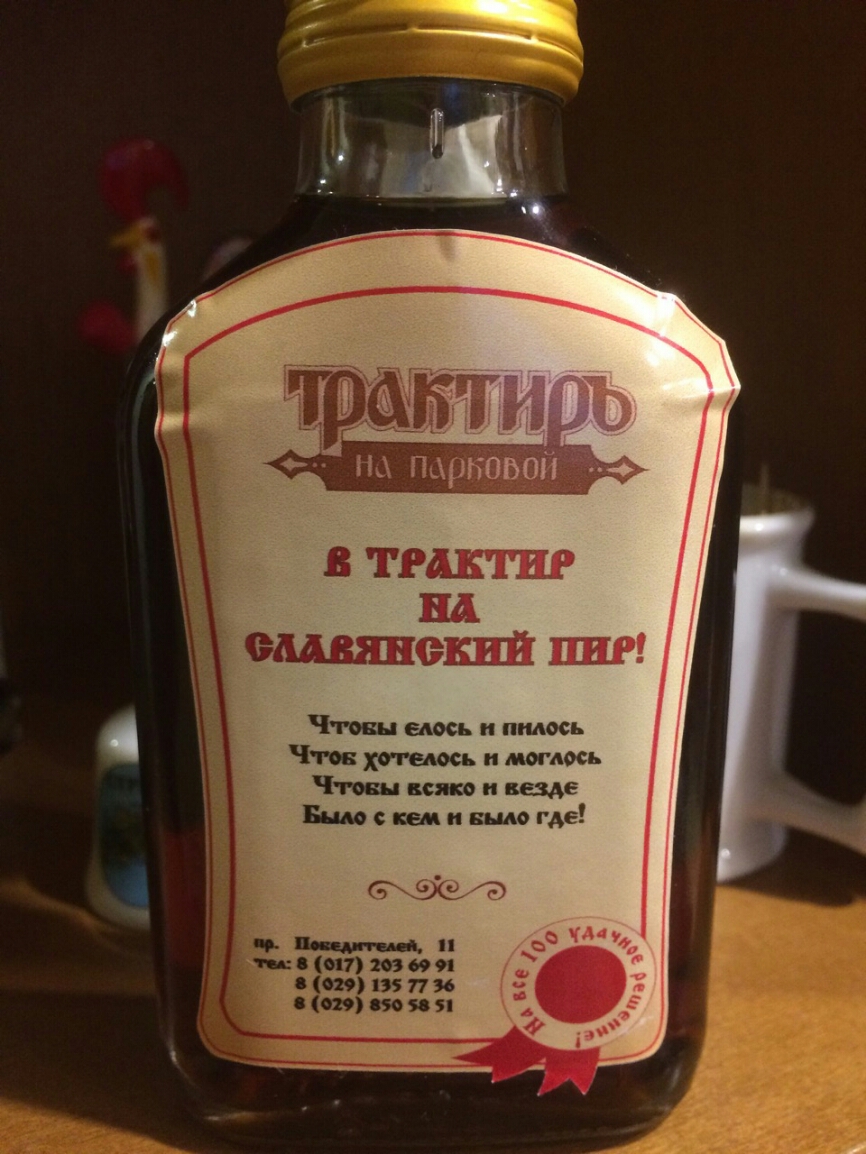 трактиръ
на парковой
В ТРАКТИР
НА
СЛАВЯНСКИЙ ПИР!
Чтобы елось и пилось
Чтоб хотелось и моглось
Чтобы всяко и везде
Было с кем и было где!
пр. Победителей, 11
тел: 8 (017) 203 69 91
8 (029) 135 77 36
8 (029) 850 58 51
На все 100 удачное решение!